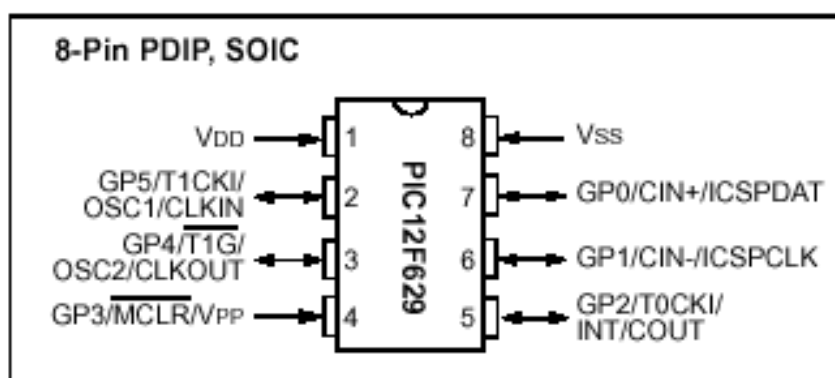 8-Pin PDIP, SOIC
VDD
1
8
VSS
GP5/T1CKI/
OSC1/CLKIN
2
7
GP0/CIN+/ICSPDAT
GP4/T1G/
OSC2/CLKOUT
3
6
GP1/CIN-/ICSPCLK
GP3/MCLR/VPP
4
5
GP2/T0CKI/
INT/COUT
PIC12F629